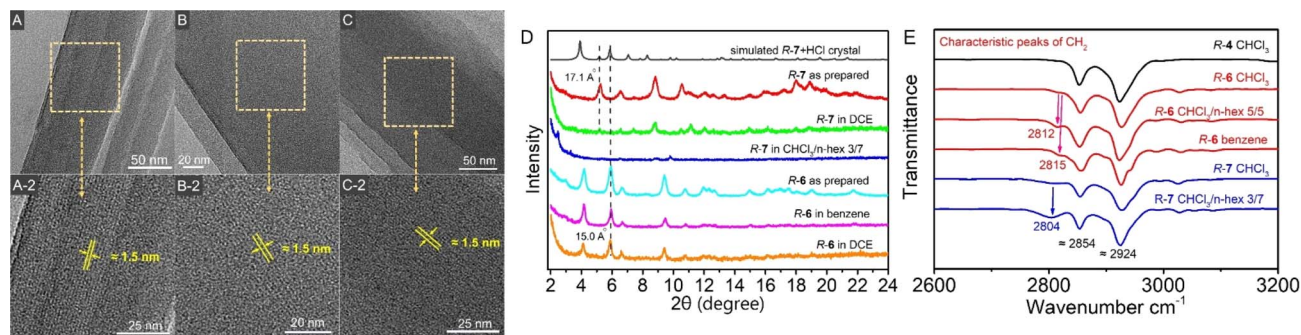 A
B
C
50 nm
20 nm
50 nm
A-2
B-2
C-2
≈ 1.5 nm
≈ 1.5 nm
≈ 1.5 nm
25 nm
20 nm
25 nm
D
simulated R-7+HCl crystal
17.1 A°
R-7 as prepared
R-7 in DCE
R-7 in CHCl3/n-hex 3/7
R-6 as prepared
R-6 in benzene
15.0 A°
R-6 in DCE
Intensity
2 4 6 8 10 12 14 16 18 20 22 24
2θ (degree)
E
Characteristic peaks of CH2
R-4 CHCl3
R-6 CHCl3
R-6 CHCl3/n-hex 5/5
2812
R-6 benzene
2815
R-7 CHCl3
R-7 CHCl3/n-hex 3/7
2804
≈ 2854
≈ 2924
Transmittance
2600 2800 3000 3200
Wavenumber cm-1